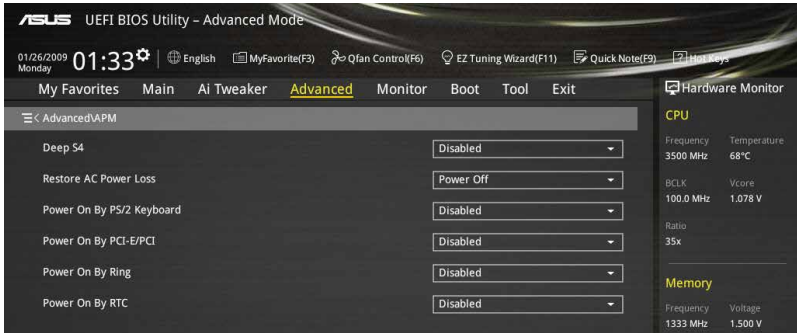 ASUS UEFI BIOS Utility – Advanced Mode
01/26/2009 Monday 01:33 English MyFavorite(F3) Qfan Control(F6) EZ Tuning Wizard(F11) Quick Note(F9) Hot Keys
My Favorites Main Ai Tweaker Advanced Monitor Boot Tool Exit
Hardware Monitor
< Advanced\APM
Deep S4 Disabled
Restore AC Power Loss Power Off
Power On By PS/2 Keyboard Disabled
Power On By PCI-E/PCI Disabled
Power On By Ring Disabled
Power On By RTC Disabled
CPU
Frequency Temperature
3500 MHz 68°C
BCLK Vcore
100.0 MHz 1.078 V
Ratio
35x
Memory
Frequency Voltage
1333 MHz 1.500 V